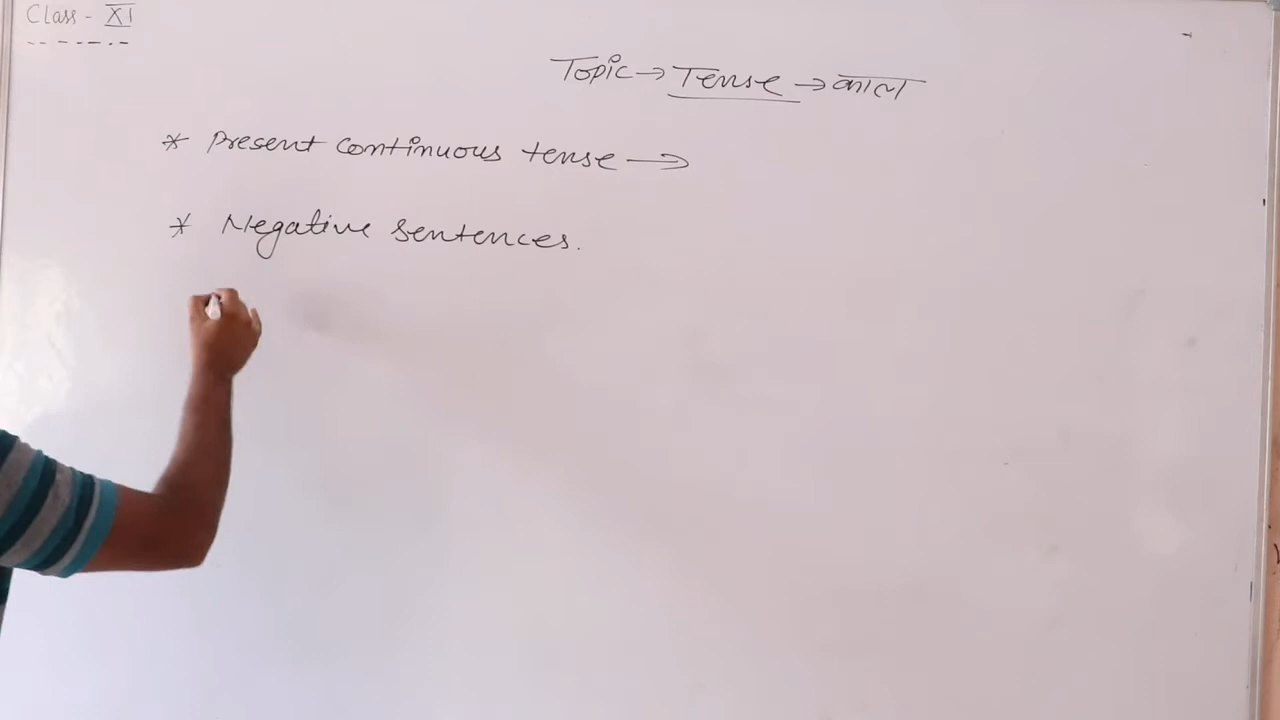 Class - XI
Topic → Tense → काल
* Present continuous tense →
* Negative sentences.